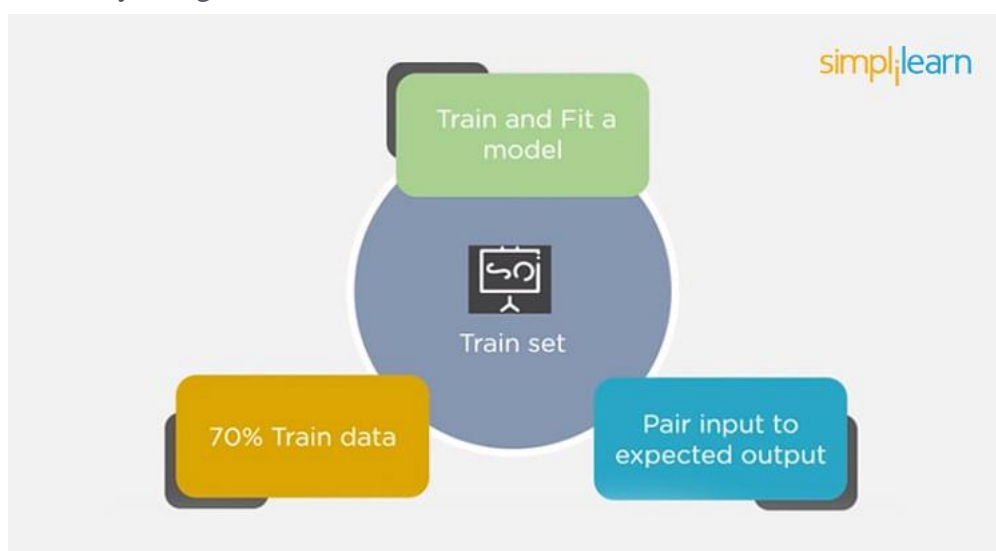 simplilearn
Train and Fit a
model
Train set
70% Train data
Pair input to
expected output